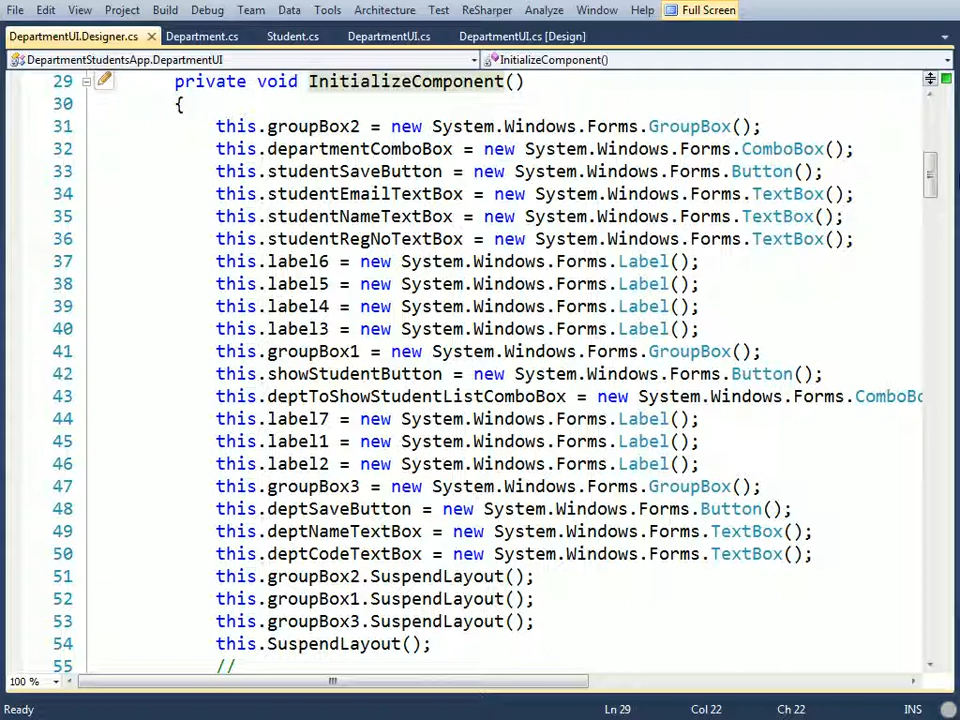 File Edit View Project Build Debug Team Data Tools Architecture Test ReSharper Analyze Window Help Full Screen
DepartmentUI.Designer.cs Department.cs Student.cs DepartmentUI.cs DepartmentUI.cs [Design]
DepartmentStudentsApp.DepartmentUI InitializeComponent()
29 private void InitializeComponent()
30 {
31 this.groupBox2 = new System.Windows.Forms.GroupBox();
32 this.departmentComboBox = new System.Windows.Forms.ComboBox();
33 this.studentSaveButton = new System.Windows.Forms.Button();
34 this.studentEmailTextBox = new System.Windows.Forms.TextBox();
35 this.studentNameTextBox = new System.Windows.Forms.TextBox();
36 this.studentRegNoTextBox = new System.Windows.Forms.TextBox();
37 this.label6 = new System.Windows.Forms.Label();
38 this.label5 = new System.Windows.Forms.Label();
39 this.label4 = new System.Windows.Forms.Label();
40 this.label3 = new System.Windows.Forms.Label();
41 this.groupBox1 = new System.Windows.Forms.GroupBox();
42 this.showStudentButton = new System.Windows.Forms.Button();
43 this.deptToShowStudentListComboBox = new System.Windows.Forms.ComboBo
44 this.label7 = new System.Windows.Forms.Label();
45 this.label1 = new System.Windows.Forms.Label();
46 this.label2 = new System.Windows.Forms.Label();
47 this.groupBox3 = new System.Windows.Forms.GroupBox();
48 this.deptSaveButton = new System.Windows.Forms.Button();
49 this.deptNameTextBox = new System.Windows.Forms.TextBox();
50 this.deptCodeTextBox = new System.Windows.Forms.TextBox();
51 this.groupBox2.SuspendLayout();
52 this.groupBox1.SuspendLayout();
53 this.groupBox3.SuspendLayout();
54 this.SuspendLayout();
55 //
100 %
Ready Ln 29 Col 22 Ch 22 INS